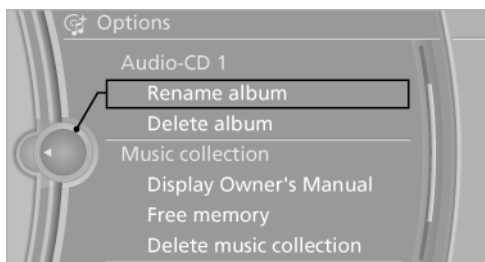 Options
Audio-CD 1
Rename album
Delete album
Music collection
Display Owner's Manual
Free memory
Delete music collection